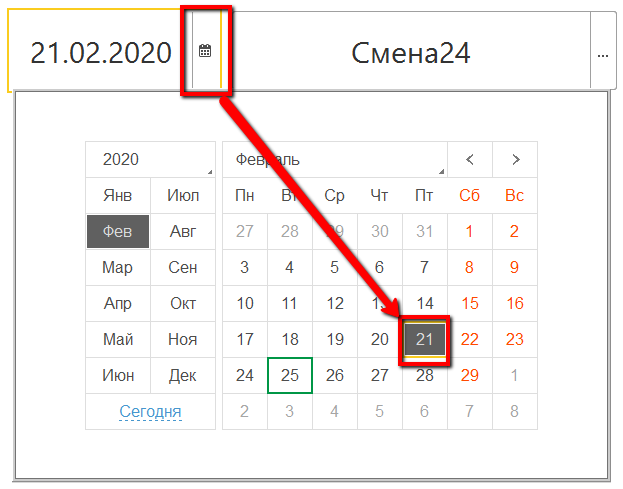 21.02.2020 Смена24 ...
2020 Февраль < >
Янв Июл Пн Вт Ср Чт Пт Сб Вс
Фев Авг 27 28 29 30 31 1 2
Мар Сен 3 4 5 6 7 8 9
Апр Окт 10 11 12 13 14 15 16
Май Ноя 17 18 19 20 21 22 23
Июн Дек 24 25 26 27 28 29 1
Сегодня 2 3 4 5 6 7 8